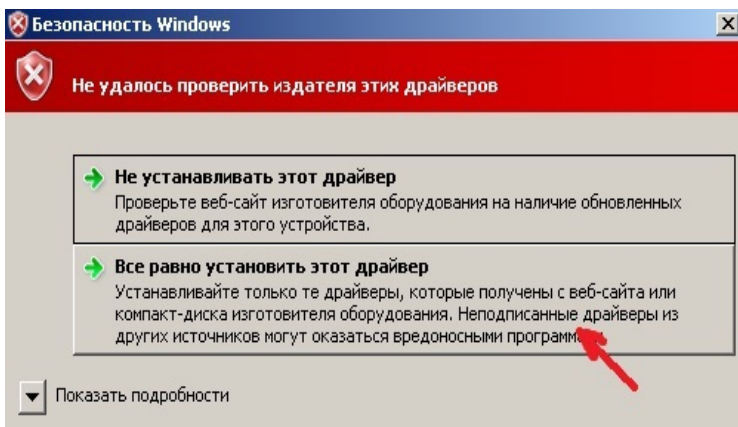 Безопасность Windows
Не удалось проверить издателя этих драйверов
Не устанавливать этот драйвер
Проверьте веб-сайт изготовителя оборудования на наличие обновленных
драйверов для этого устройства.
Все равно установить этот драйвер
Устанавливайте только те драйверы, которые получены с веб-сайта или
компакт-диска изготовителя оборудования. Неподписанные драйверы из
других источников могут оказаться вредоносными
Показать подробности